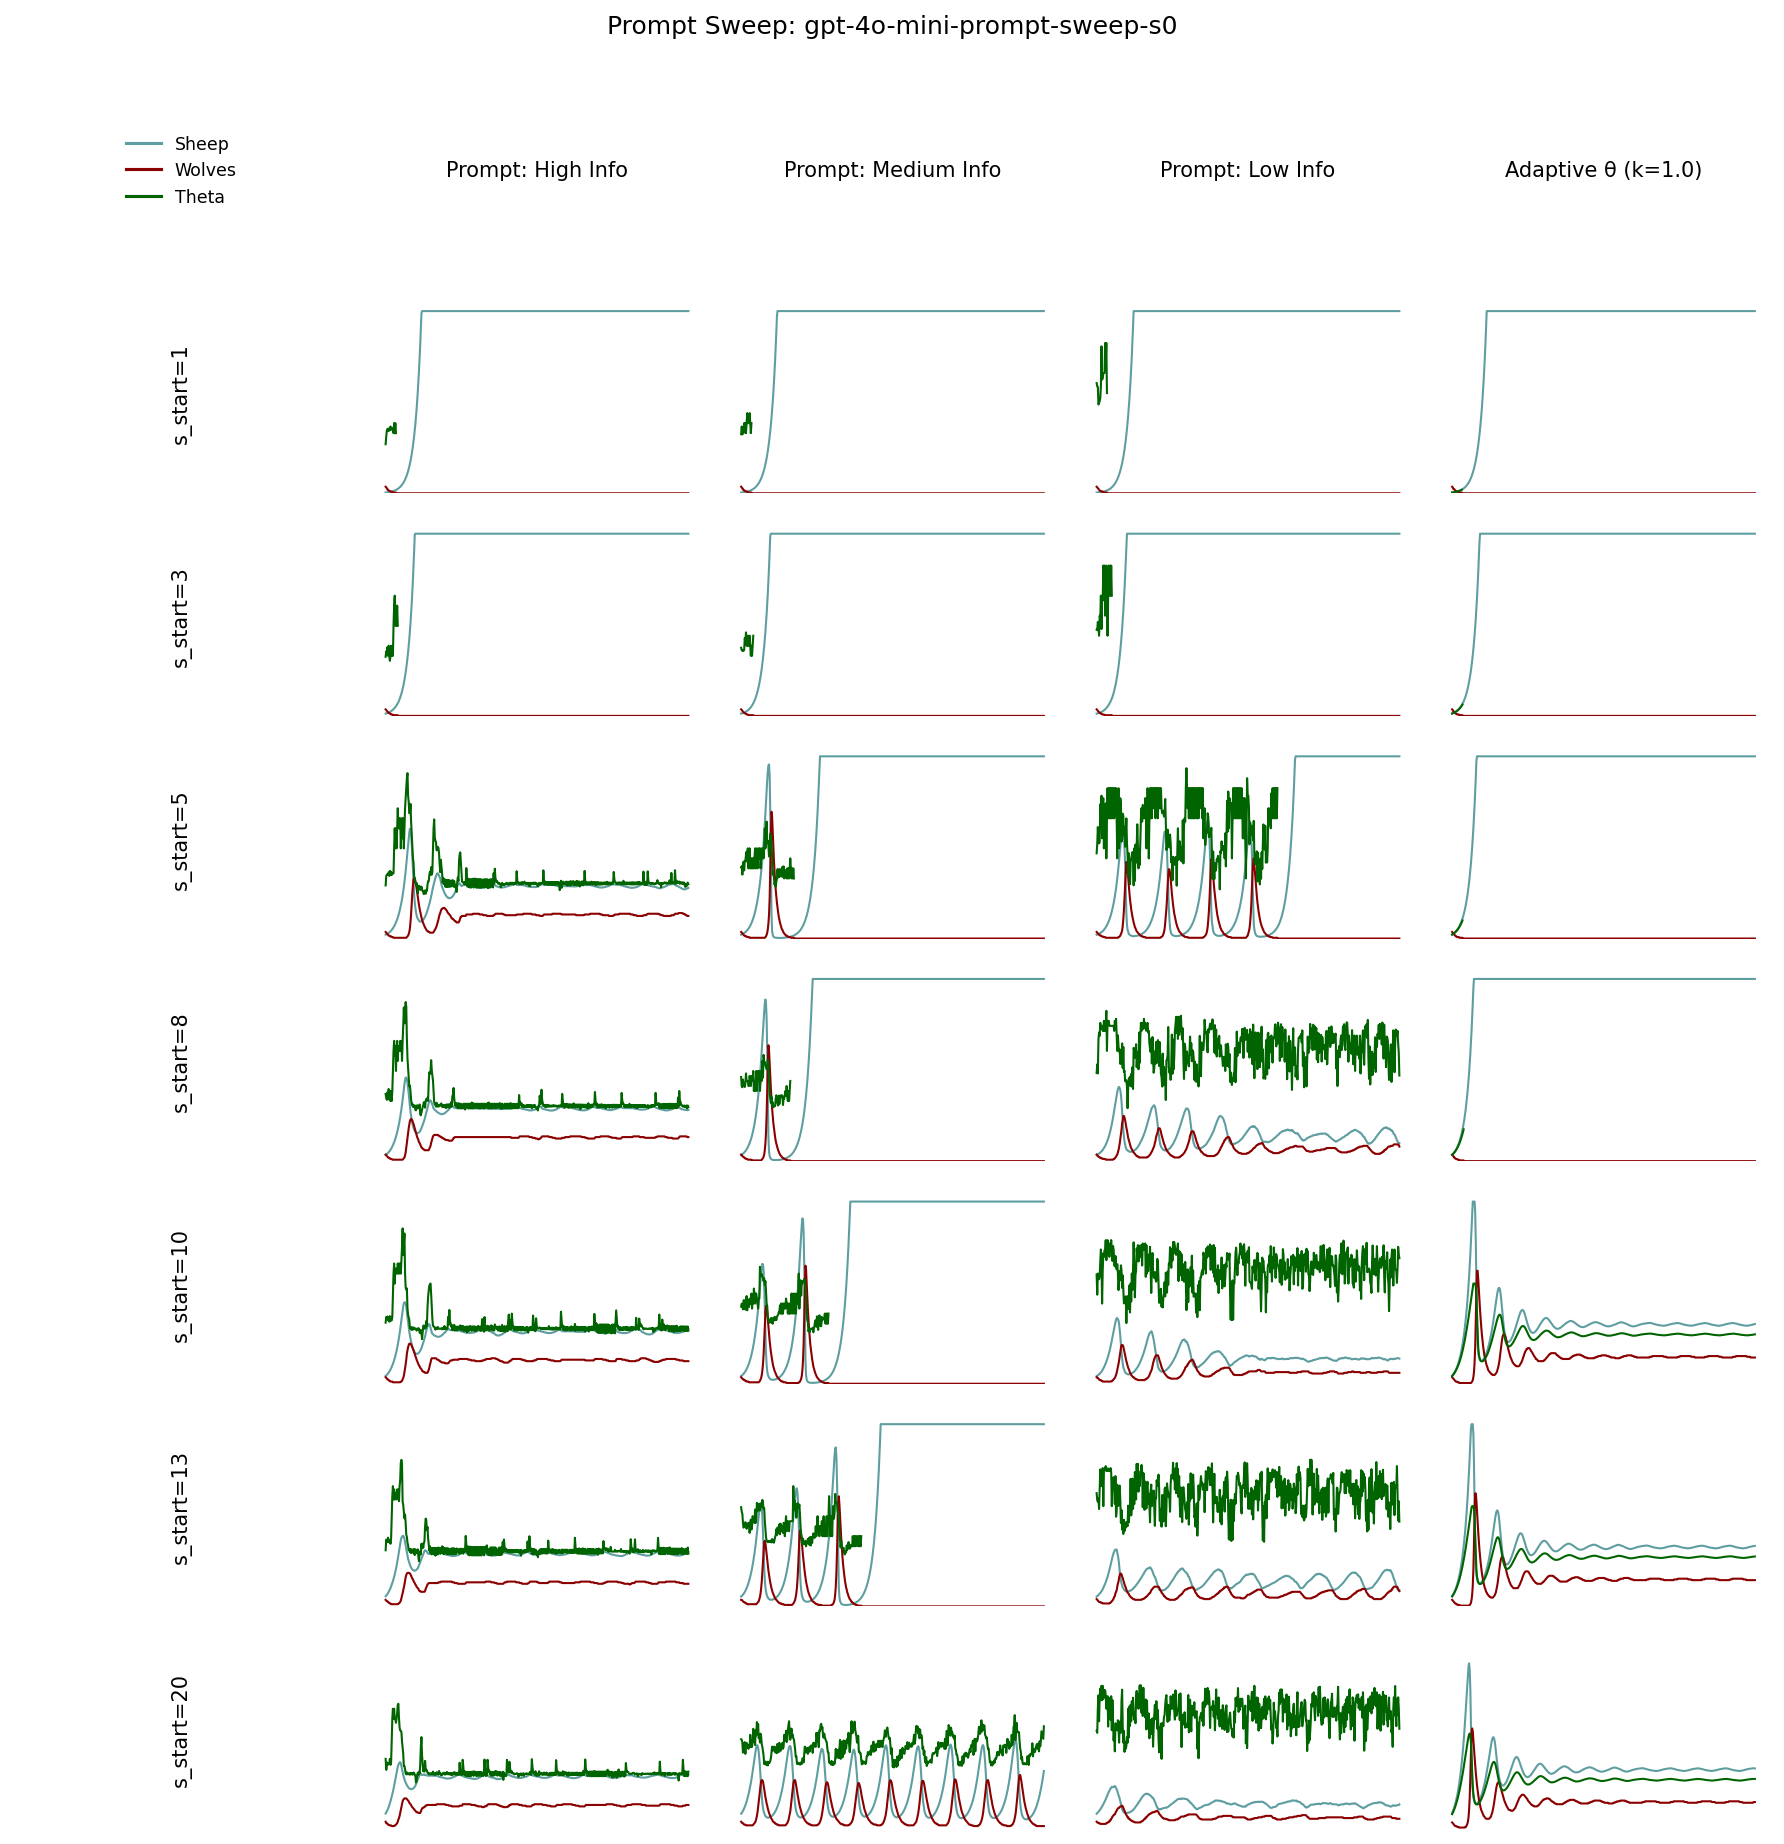 Prompt Sweep: gpt-4o-mini-prompt-sweep-s0
Sheep
Wolves
Theta
Prompt: High Info
Prompt: Medium Info
Prompt: Low Info
Adaptive θ (k=1.0)
s_start=1
s_start=3
s_start=5
s_start=8
s_start=10
s_start=13
s_start=20